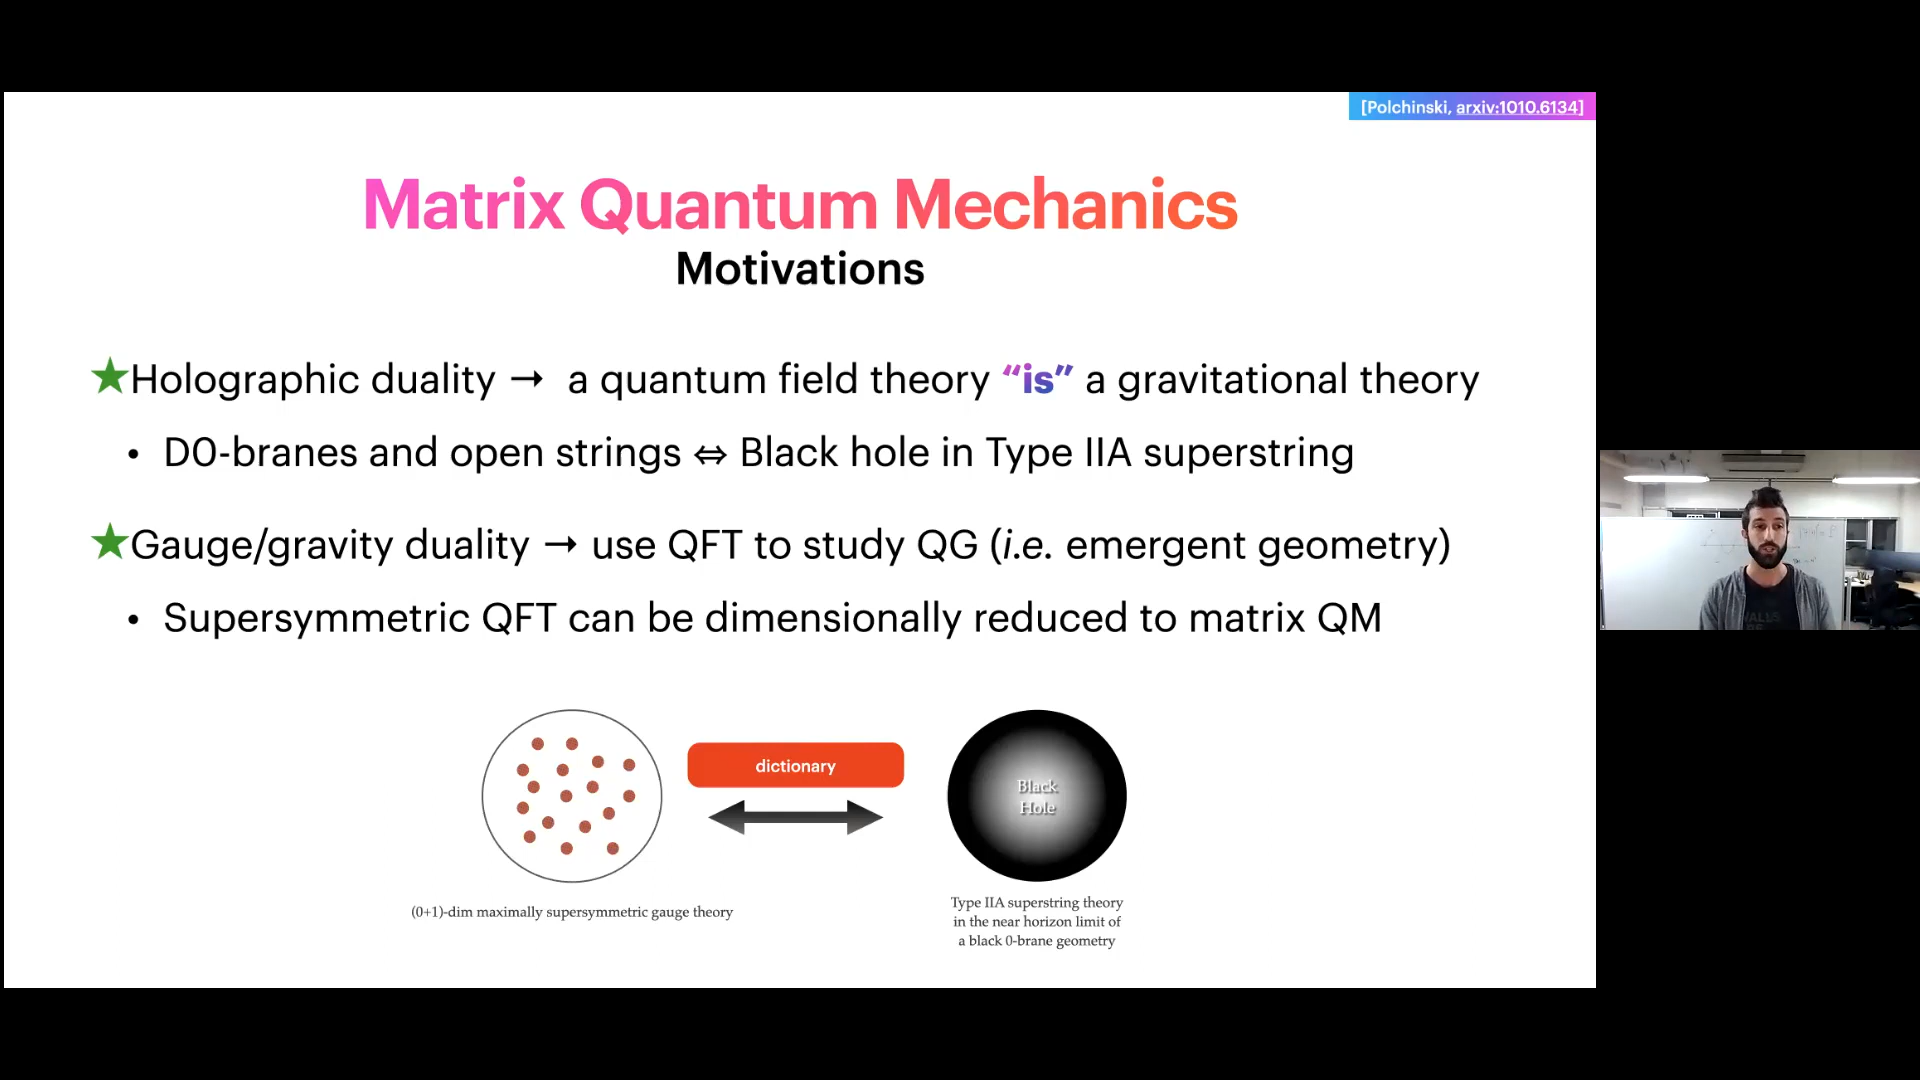 [Polchinski, arxiv:1010.6134]
Matrix Quantum Mechanics
Motivations
★Holographic duality → a quantum field theory “is” a gravitational theory
• D0-branes and open strings ⇔ Black hole in Type IIA superstring
★Gauge/gravity duality → use QFT to study QG (i.e. emergent geometry)
• Supersymmetric QFT can be dimensionally reduced to matrix QM
dictionary
Black
Hole
(0+1)-dim maximally supersymmetric gauge theory
Type IIA superstring theory
in the near horizon limit of
a black 0-brane geometry